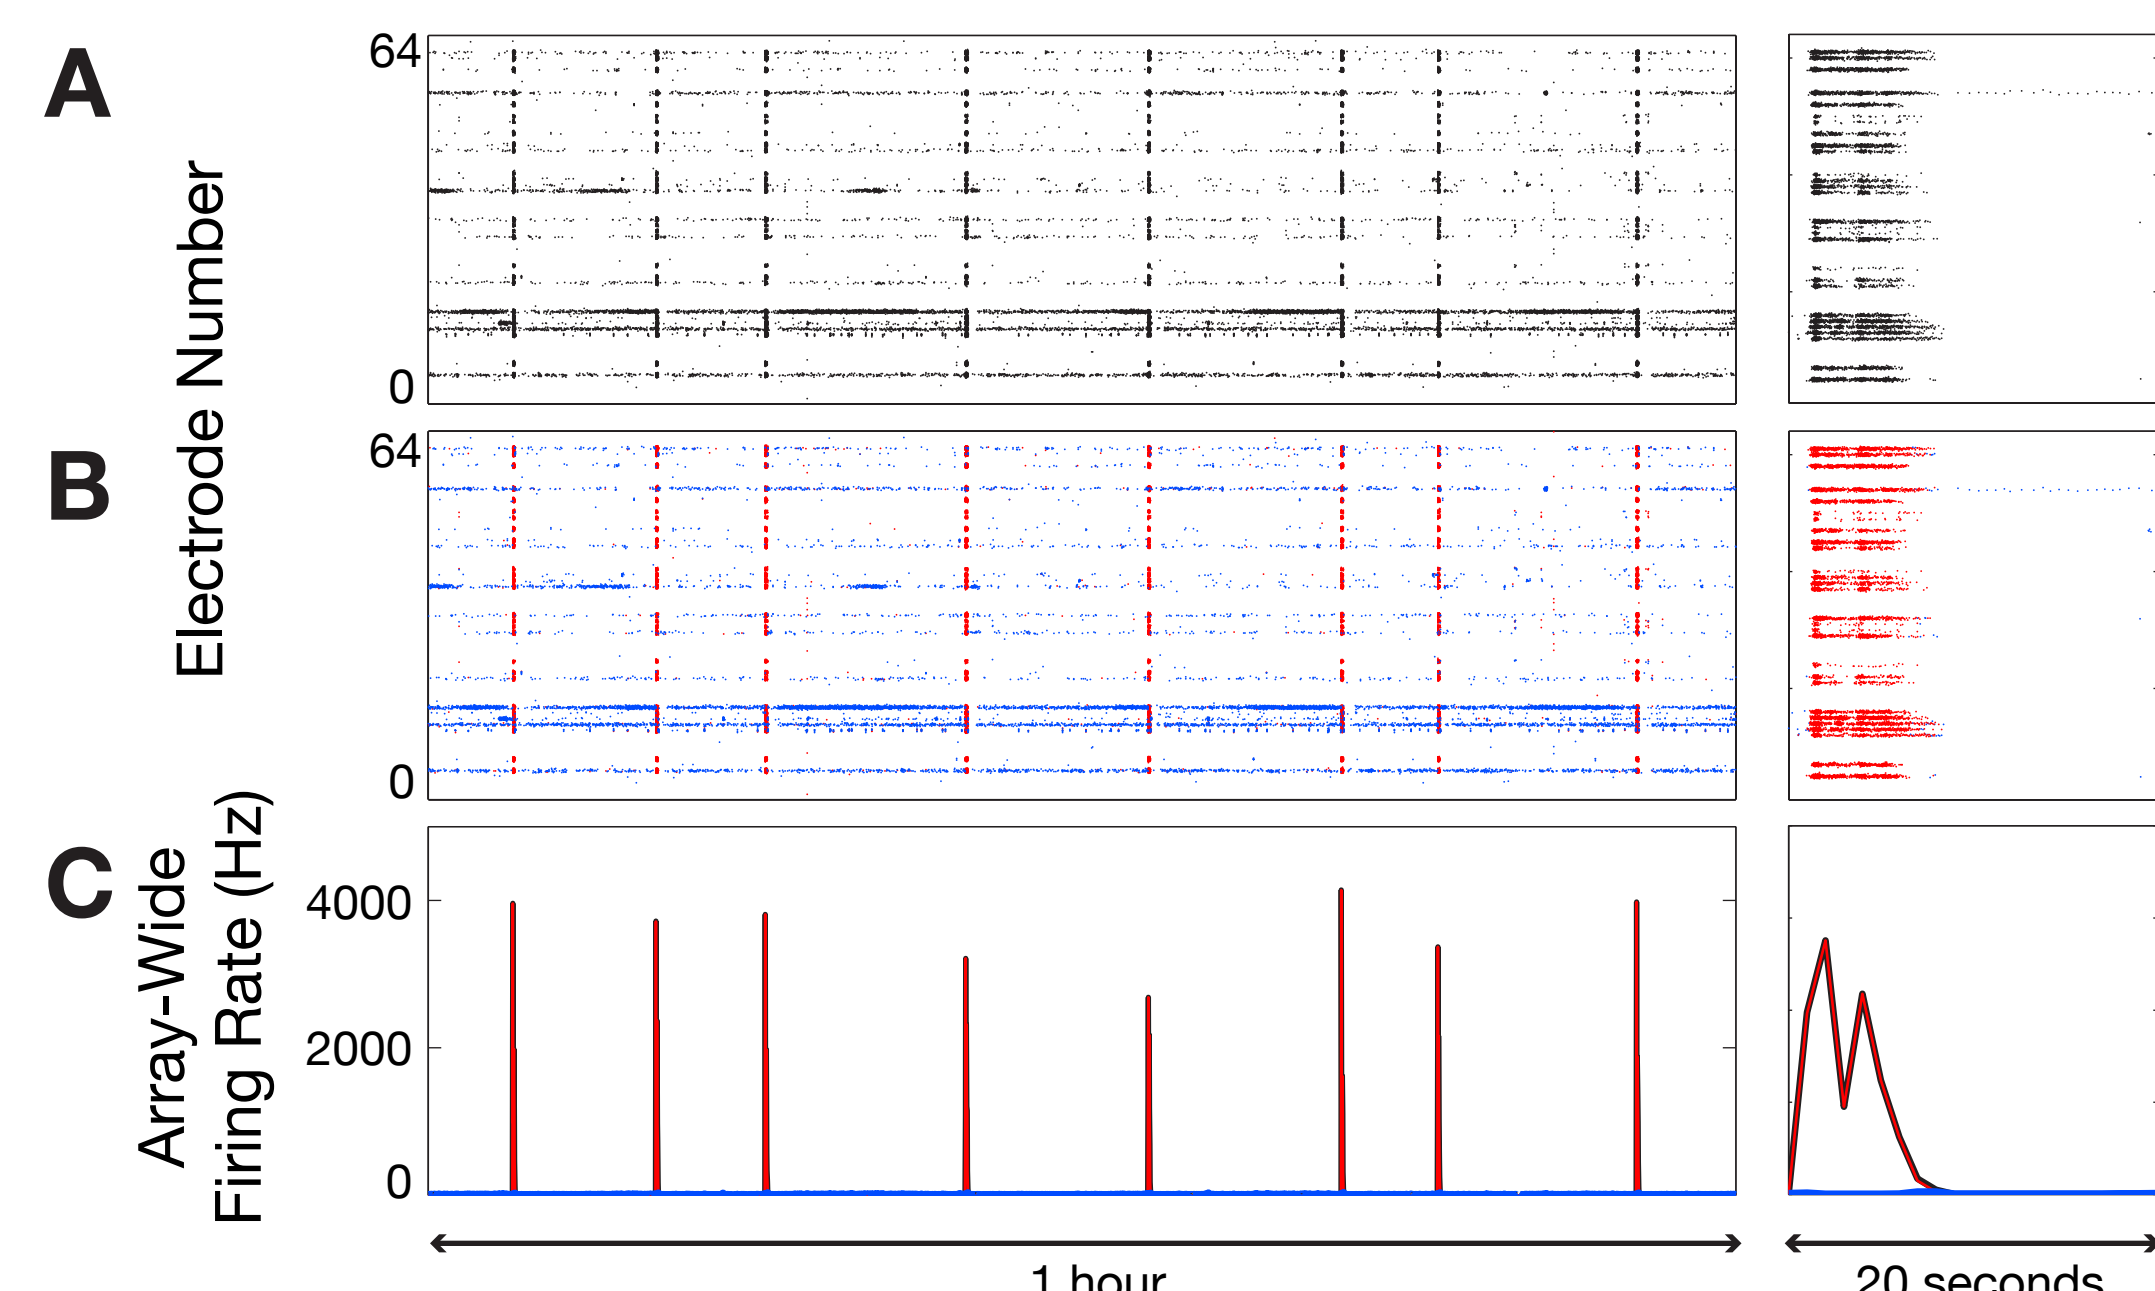 A
64
0
Electrode Number
B
64
0
C
Array-Wide
Firing Rate (Hz)
4000
2000
0
1 hour
20 seconds